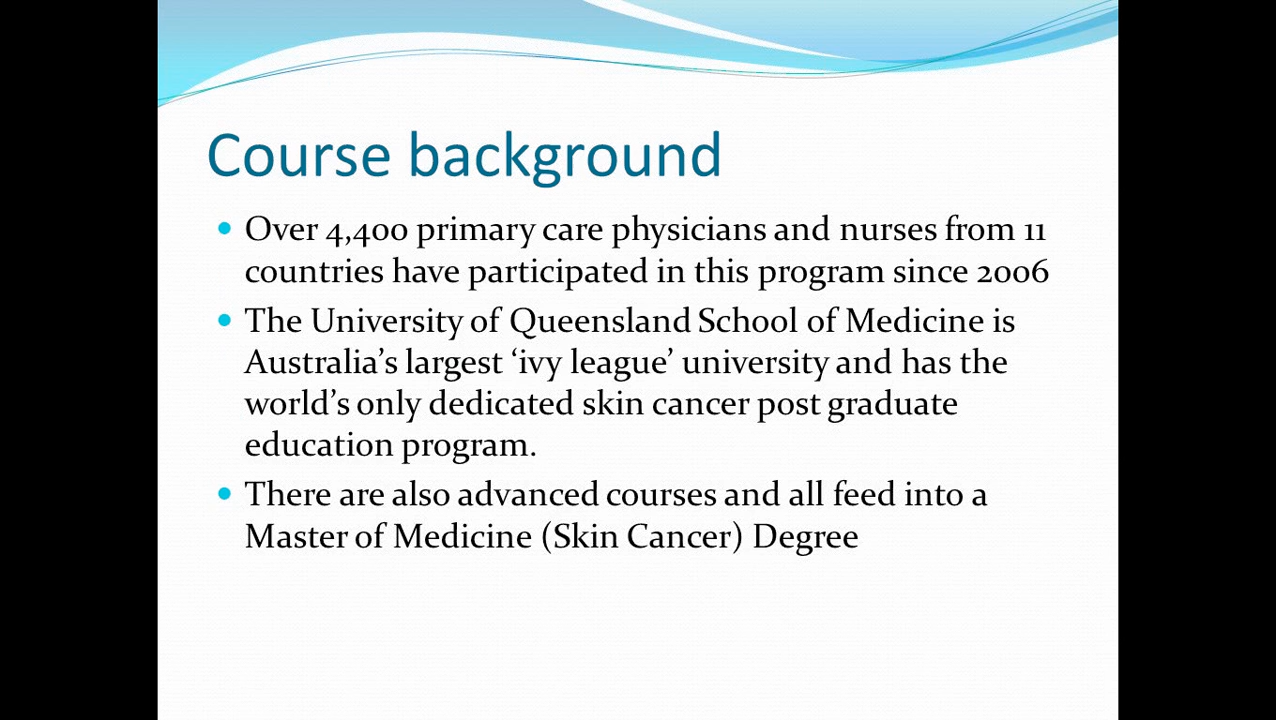 Course background
Over 4,400 primary care physicians and nurses from 11
countries have participated in this program since 2006
The University of Queensland School of Medicine is
Australia’s largest ‘ivy league’ university and has the
world’s only dedicated skin cancer post graduate
education program.
There are also advanced courses and all feed into a
Master of Medicine (Skin Cancer) Degree